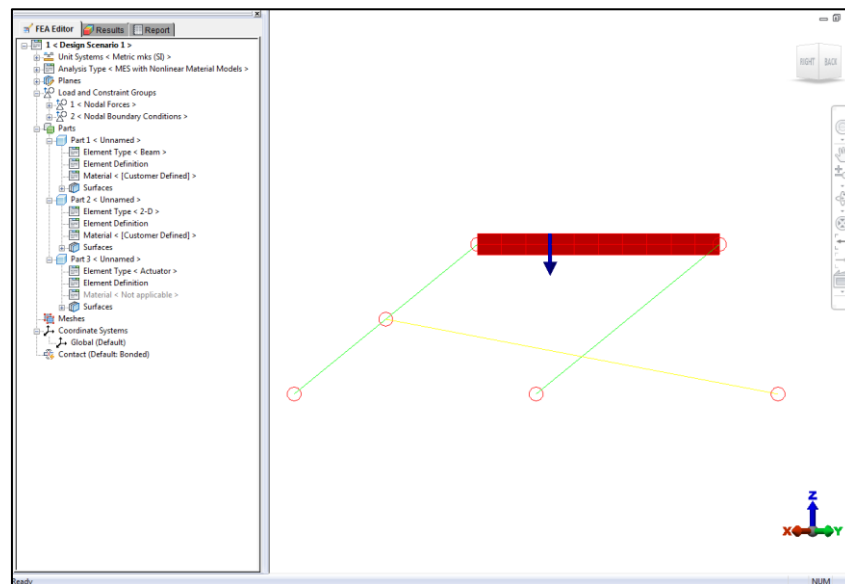 FEA Editor Results Report
1 < Design Scenario 1 >
Unit Systems < Metric mks (SI) >
Analysis Type < MES with Nonlinear Material Models >
Planes
Load and Constraint Groups
1 < Nodal Forces >
2 < Nodal Boundary Conditions >
Parts
Part 1 < Unnamed >
Element Type < Beam >
Element Definition
Material < [Customer Defined] >
Surfaces
Part 2 < Unnamed >
Element Type < 2-D >
Element Definition
Material < [Customer Defined] >
Surfaces
Part 3 < Unnamed >
Element Type < Actuator >
Element Definition
Material < Not applicable >
Surfaces
Meshes
Coordinate Systems
Global (Default)
Contact (Default: Bonded)
RIGHT BACK
Z
X Y
Ready NUM